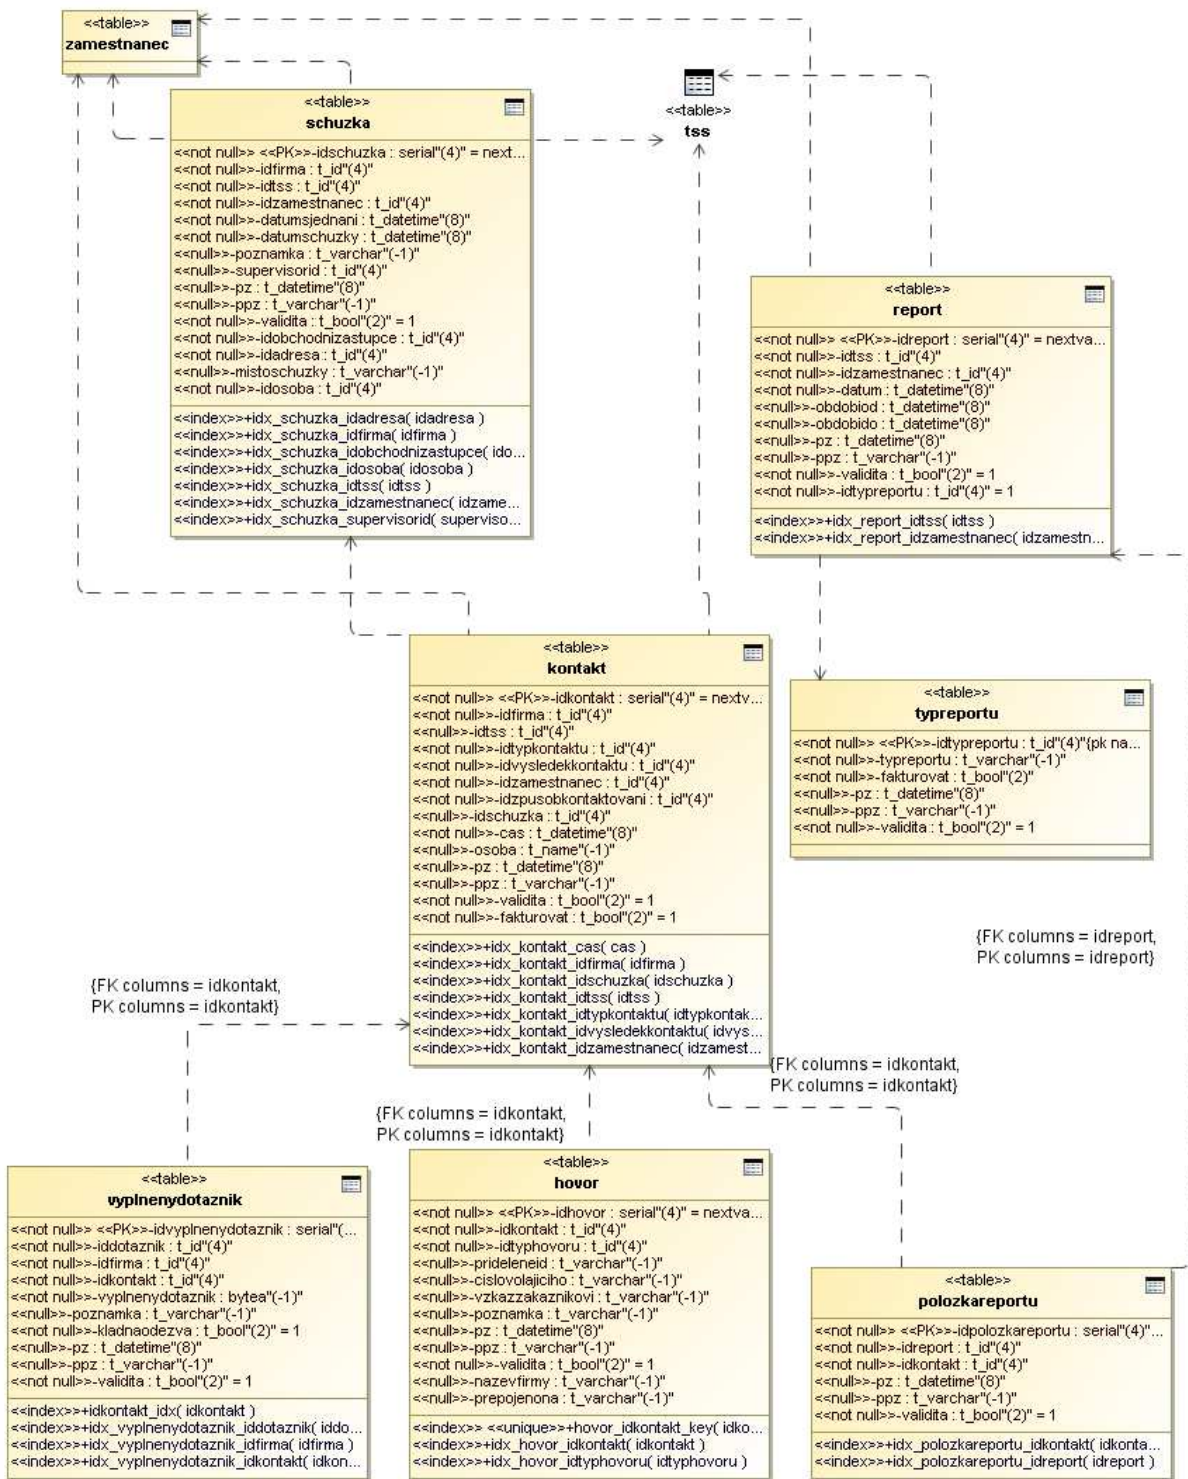 <<table>>
zamestnanec
<<table>>
schuzka
<<not null>> <<PK>>-idschuzka : serial"(4)" = next...
<<not null>>-idfirma : t_id"(4)"
<<not null>>-idtss : t_id"(4)"
<<not null>>-idzamestnanec : t_id"(4)"
<<not null>>-datumsjednani : t_datetime"(8)"
<<not null>>-datumschuzky : t_datetime"(8)"
<<null>>-poznamka : t_varchar"(-1)"
<<null>>-supervisorid : t_id"(4)"
<<null>>-pz : t_datetime"(8)"
<<null>>-ppz : t_varchar"(-1)"
<<not null>>-validita : t_bool"(2)" = 1
<<not null>>-idobchodnizastupce : t_id"(4)"
<<not null>>-idadresa : t_id"(4)"
<<null>>-mistoschuzky : t_varchar"(-1)"
<<not null>>-idosoba : t_id"(4)"
<<index>>+idx_schuzka_idadresa( idadresa )
<<index>>+idx_schuzka_idfirma( idfirma )
<<index>>+idx_schuzka_idobchodnizastupce( ido...
<<index>>+idx_schuzka_idosoba( idosoba )
<<index>>+idx_schuzka_idtss( idtss )
<<index>>+idx_schuzka_idzamestnanec( idzame...
<<index>>+idx_schuzka_supervisorid( superviso...
<<table>>
tss
<<table>>
report
<<not null>> <<PK>>-idreport : serial"(4)" = nextva...
<<not null>>-idtss : t_id"(4)"
<<not null>>-idzamestnanec : t_id"(4)"
<<not null>>-datum : t_datetime"(8)"
<<null>>-obdobiod : t_datetime"(8)"
<<null>>-obdobido : t_datetime"(8)"
<<null>>-pz : t_datetime"(8)"
<<null>>-ppz : t_varchar"(-1)"
<<not null>>-validita : t_bool"(2)" = 1
<<not null>>-idtypreportu : t_id"(4)" = 1
<<index>>+idx_report_idtss( idtss )
<<index>>+idx_report_idzamestnanec( idzamestn...
<<table>>
kontakt
<<not null>> <<PK>>-idkontakt : serial"(4)" = nextv...
<<not null>>-idfirma : t_id"(4)"
<<null>>-idtss : t_id"(4)"
<<not null>>-idtypkontaktu : t_id"(4)"
<<not null>>-idvysledekkontaktu : t_id"(4)"
<<not null>>-idzamestnanec : t_id"(4)"
<<not null>>-idzpusobkontaktovani : t_id"(4)"
<<null>>-idschuzka : t_id"(4)"
<<not null>>-cas : t_datetime"(8)"
<<null>>-osoba : t_name"(-1)"
<<null>>-pz : t_datetime"(8)"
<<null>>-ppz : t_varchar"(-1)"
<<not null>>-validita : t_bool"(2)" = 1
<<not null>>-fakturovat : t_bool"(2)" = 1
<<index>>+idx_kontakt_cas( cas )
<<index>>+idx_kontakt_idfirma( idfirma )
<<index>>+idx_kontakt_idschuzka( idschuzka )
<<index>>+idx_kontakt_idtss( idtss )
<<index>>+idx_kontakt_idtypkontaktu( idtypkontak...
<<index>>+idx_kontakt_idvysledekkontaktu( idvys...
<<index>>+idx_kontakt_idzamestnanec( idzamest...
<<table>>
typreportu
<<not null>> <<PK>>-idtypreportu : t_id"(4)"{pk na...
<<not null>>-typreportu : t_varchar"(-1)"
<<not null>>-fakturovat : t_bool"(2)"
<<null>>-pz : t_datetime"(8)"
<<null>>-ppz : t_varchar"(-1)"
<<not null>>-validita : t_bool"(2)" = 1
{FK columns = idreport,
PK columns = idreport}
{FK columns = idkontakt,
PK columns = idkontakt}
{FK columns = idkontakt,
PK columns = idkontakt}
{FK columns = idkontakt,
PK columns = idkontakt}
<<table>>
vyplnenydotaznik
<<not null>> <<PK>>-idvyplnenydotaznik : serial"(...
<<not null>>-iddotaznik : t_id"(4)"
<<not null>>-idfirma : t_id"(4)"
<<not null>>-idkontakt : t_id"(4)"
<<not null>>-vyplnenydotaznik : bytea"(-1)"
<<null>>-poznamka : t_varchar"(-1)"
<<not null>>-kladnaodezva : t_bool"(2)" = 1
<<null>>-pz : t_datetime"(8)"
<<null>>-ppz : t_varchar"(-1)"
<<not null>>-validita : t_bool"(2)" = 1
<<index>>+idkontakt_idx( idkontakt )
<<index>>+idx_vyplnenydotaznik_iddotaznik( iddo...
<<index>>+idx_vyplnenydotaznik_idfirma( idfirma )
<<index>>+idx_vyplnenydotaznik_idkontakt( idkon...
<<table>>
hovor
<<not null>> <<PK>>-idhovor : serial"(4)" = nextva...
<<not null>>-idkontakt : t_id"(4)"
<<not null>>-idtyphovoru : t_id"(4)"
<<null>>-prideleneid : t_varchar"(-1)"
<<null>>-cislovolajiciho : t_varchar"(-1)"
<<null>>-vzkazzakaznikovi : t_varchar"(-1)"
<<null>>-poznamka : t_varchar"(-1)"
<<null>>-pz : t_datetime"(8)"
<<null>>-ppz : t_varchar"(-1)"
<<not null>>-validita : t_bool"(2)" = 1
<<null>>-nazevfirmy : t_varchar"(-1)"
<<null>>-prepojenona : t_varchar"(-1)"
<<index>> <<unique>>+hovor_idkontakt_key( idko...
<<index>>+idx_hovor_idkontakt( idkontakt )
<<index>>+idx_hovor_idtyphovoru( idtyphovoru )
<<table>>
polozkareportu
<<not null>> <<PK>>-idpolozkareportu : serial"(4)"...
<<not null>>-idreport : t_id"(4)"
<<not null>>-idkontakt : t_id"(4)"
<<null>>-pz : t_datetime"(8)"
<<null>>-ppz : t_varchar"(-1)"
<<not null>>-validita : t_bool"(2)" = 1
<<index>>+idx_polozkareportu_idkontakt( idkonta...
<<index>>+idx_polozkareportu_idreport( idreport )